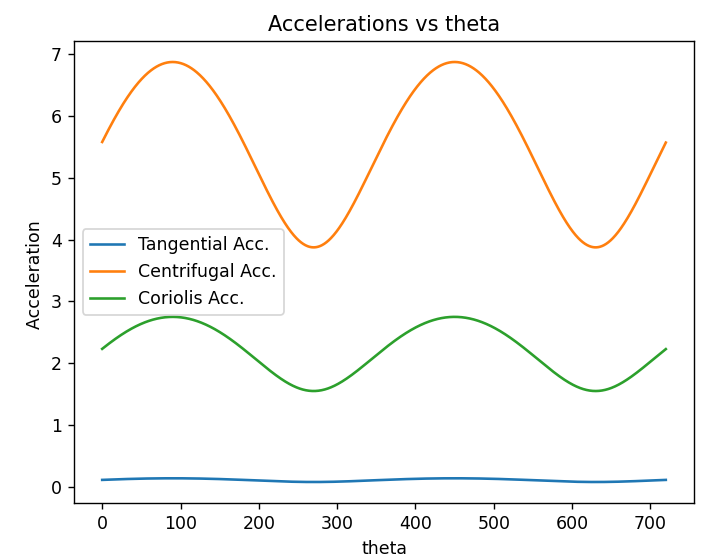 Accelerations vs theta
7
6
5
4
3
2
1
0
Acceleration
Tangential Acc.
Centrifugal Acc.
Coriolis Acc.
0 100 200 300 400 500 600 700
theta